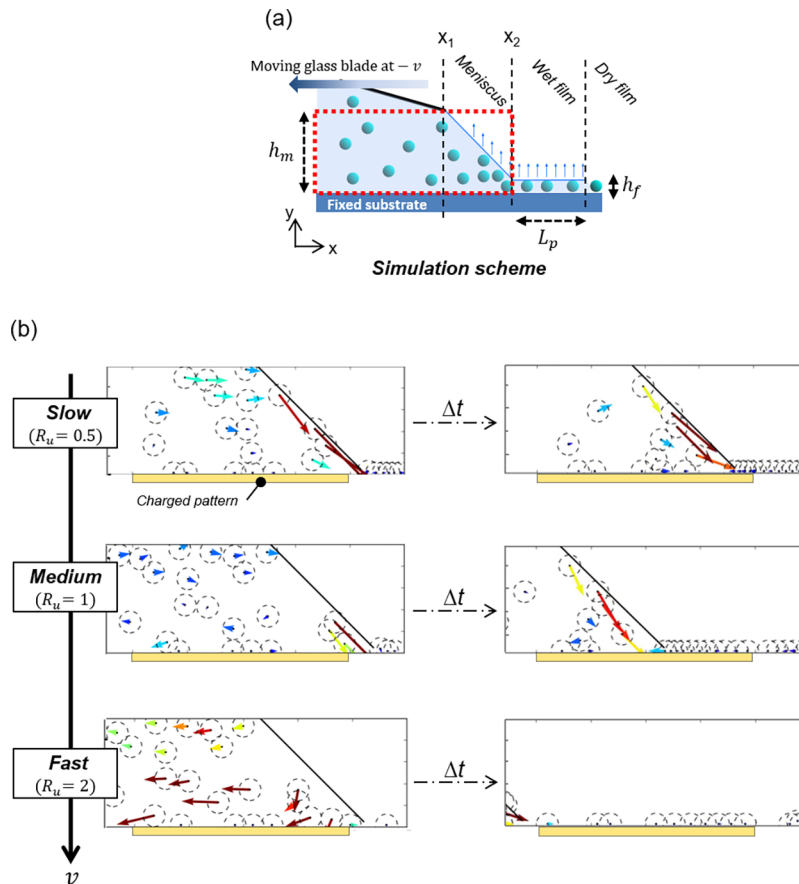 (a)
x₁
x₂
Moving glass blade at − v
Meniscus
Wet film
Dry film
hₘ
h_f
Fixed substrate
y
x
Lₚ
Simulation scheme
(b)
Slow
(Rᵤ = 0.5)
Δt
Charged pattern
Medium
(Rᵤ = 1)
Δt
Fast
(Rᵤ = 2)
Δt
v